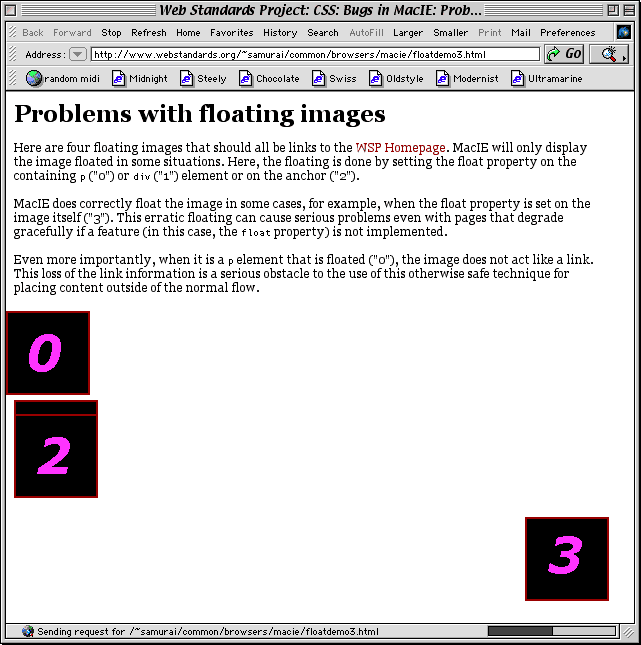 Web Standards Project: CSS: Bugs in MacIE: Prob...
Back Forward Stop Refresh Home Favorites History Search AutoFill Larger Smaller Print Mail Preferences
Address: http://www.webstandards.org/~samurai/common/browsers/macie/floatdemo3.html GO
random midi Midnight Steely Chocolate Swiss Oldstyle Modernist Ultramarine
Problems with floating images
Here are four floating images that should all be links to the WSP Homepage. MacIE will only display
the image floated in some situations. Here, the floating is done by setting the float property on the
containing p ("0") or div ("1") element or on the anchor ("2").
MacIE does correctly float the image in some cases, for example, when the float property is set on the
image itself ("3"). This erratic floating can cause serious problems even with pages that degrade
gracefully if a feature (in this case, the float property) is not implemented.
Even more importantly, when it is a p element that is floated ("0"), the image does not act like a link.
This loss of the link information is a serious obstacle to the use of this otherwise safe technique for
placing content outside of the normal flow.
0
2
3
Sending request for /~samurai/common/browsers/macie/floatdemo3.html